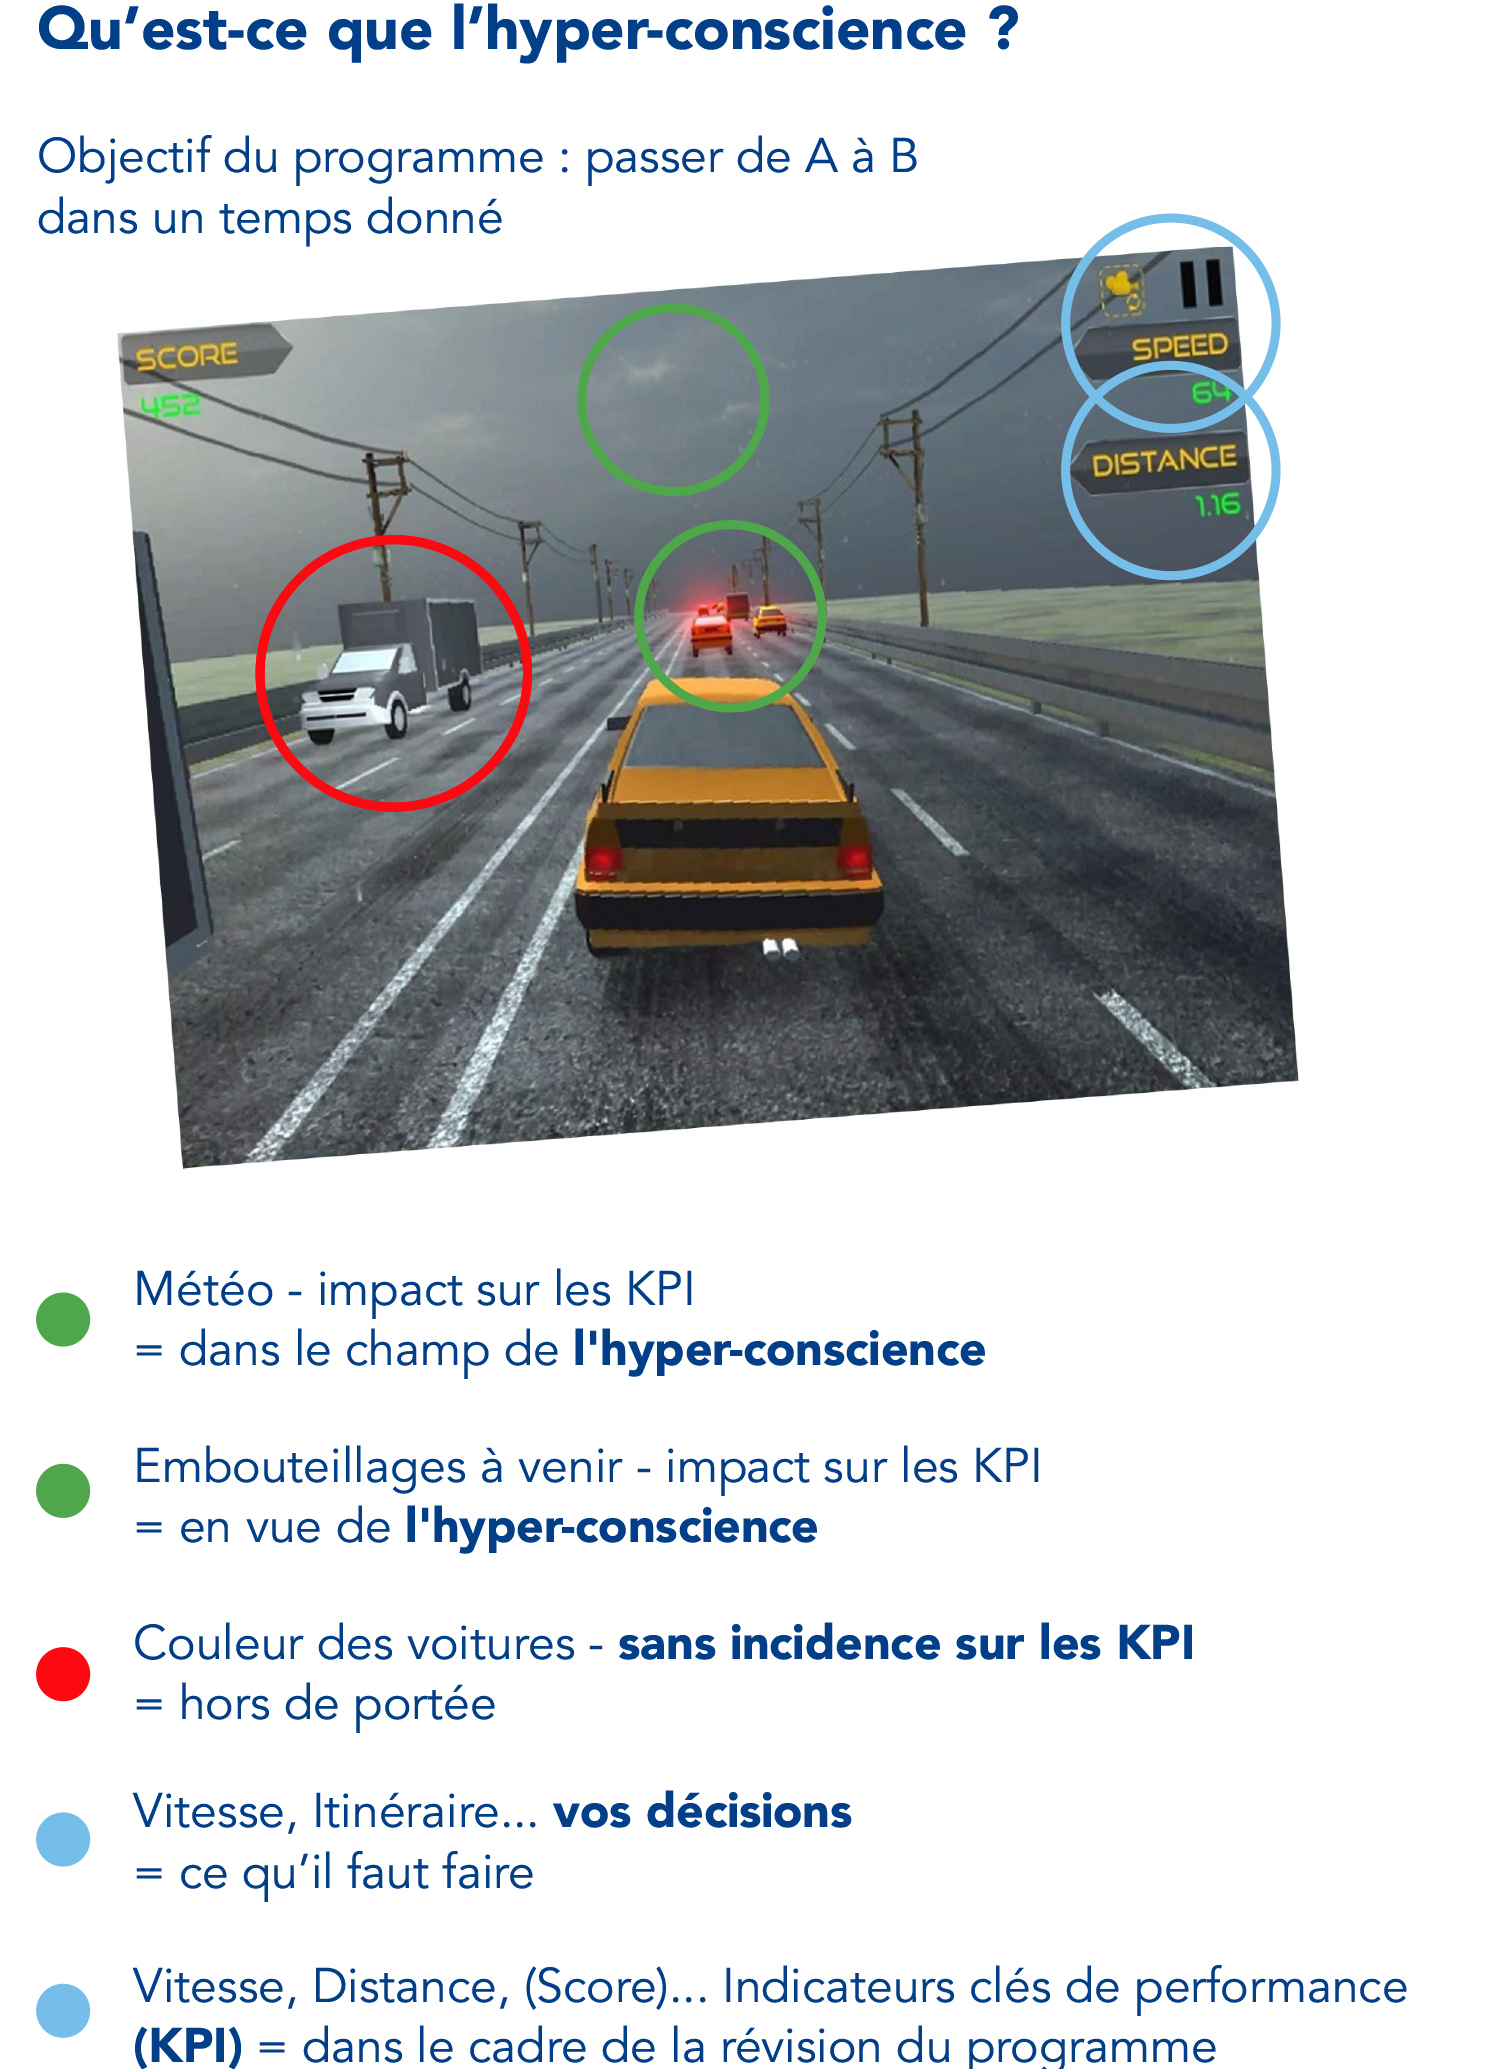 Qu’est-ce que l’hyper-conscience ?
Objectif du programme : passer de A à B
dans un temps donné
SCORE
452
SPEED
64
DISTANCE
1.16
Météo - impact sur les KPI
= dans le champ de l'hyper-conscience
Embouteillages à venir - impact sur les KPI
= en vue de l'hyper-conscience
Couleur des voitures - sans incidence sur les KPI
= hors de portée
Vitesse, Itinéraire... vos décisions
= ce qu’il faut faire
Vitesse, Distance, (Score)... Indicateurs clés de performance
(KPI) = dans le cadre de la révision du programme